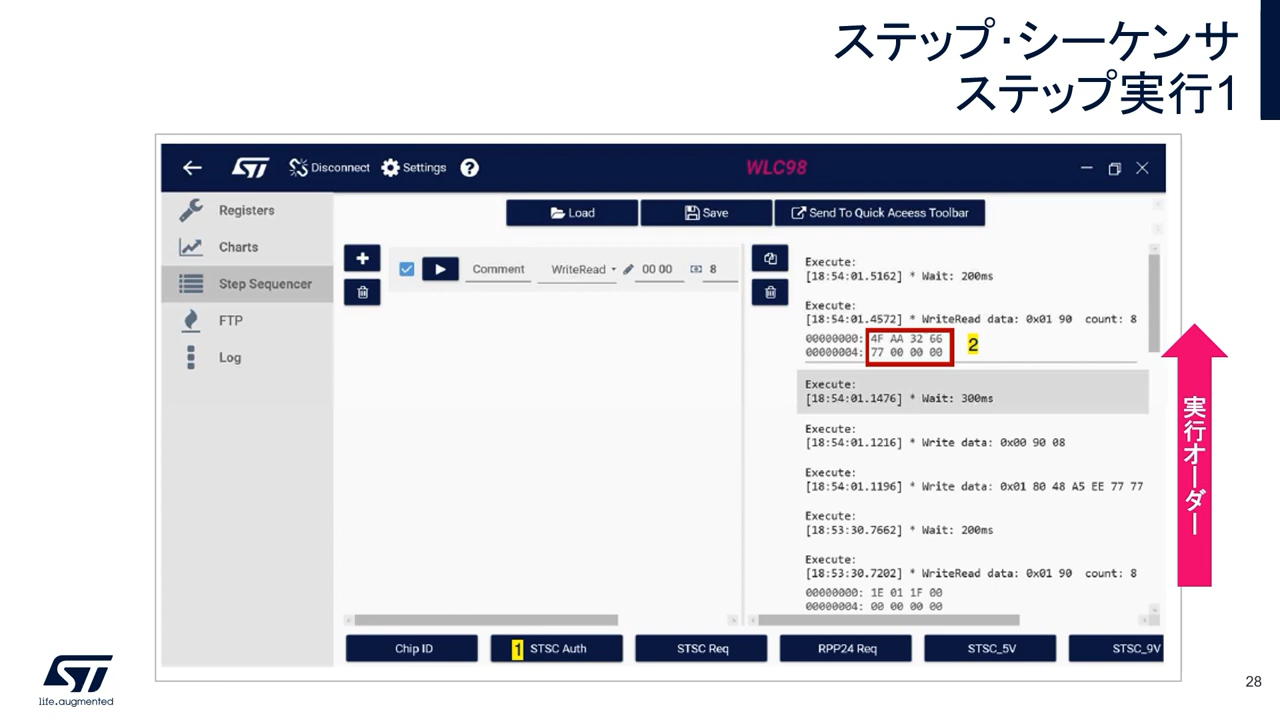 ステップ・シーケンサ
ステップ実行1
Disconnect
Settings
?
WLC98
Registers
Charts
Step Sequencer
FTP
Log
Load
Save
Send To Quick Aceess Toolbar
Comment
WriteRead
00 00
8
Execute:
[18:54:01.5162] * Wait: 200ms
Execute:
[18:54:01.4572] * WriteRead data: 0x01 90 count: 8
00000000: 4F AA 32 66
00000004: 77 00 00 00
2
Execute:
[18:54:01.1476] * Wait: 300ms
Execute:
[18:54:01.1216] * Write data: 0x00 90 08
Execute:
[18:54:01.1196] * Write data: 0x01 80 48 A5 EE 77 77
Execute:
[18:53:30.7662] * Wait: 200ms
Execute:
[18:53:30.7202] * WriteRead data: 0x01 90 count: 8
00000000: 1E 01 1F 00
00000004: 00 00 00 00
実行オーダー
Chip ID
1 STSC Auth
STSC Req
RPP24 Req
STSC_5V
STSC_9V
ST
life.augmented
28